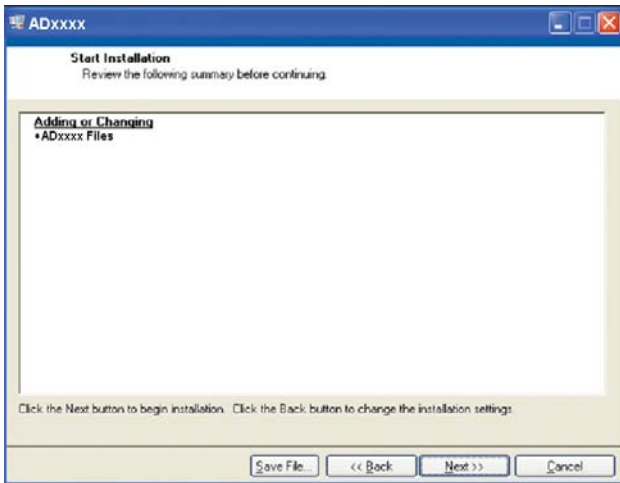 ADxxxx
Start Installation
Review the following summary before continuing.
Adding or Changing
•ADxxxx Files
Click the Next button to begin installation. Click the Back button to change the installation settings.
Save File... << Back Next >> Cancel